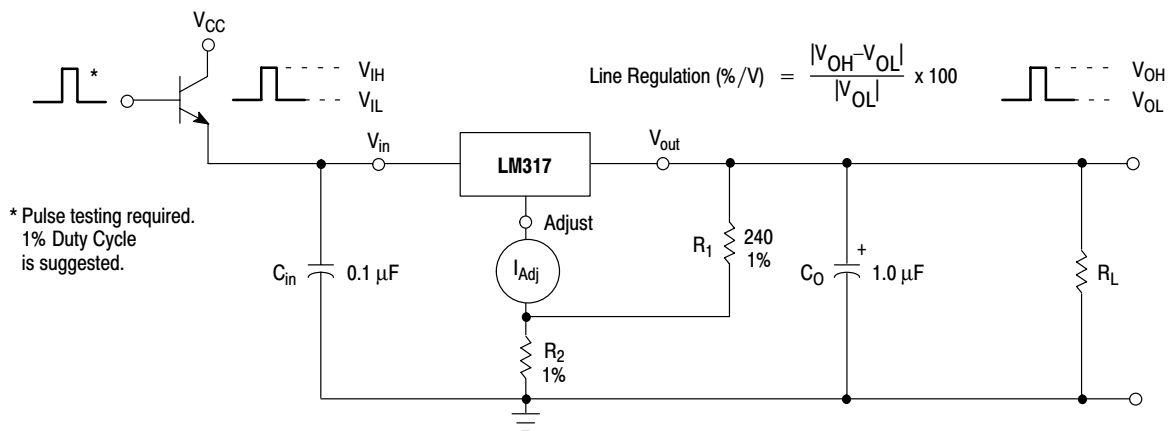 V_CC
*
V_IH
V_IL
Line Regulation (%/V) = |V_OH–V_OL| / |V_OL| x 100
V_OH
V_OL
V_in
LM317
V_out
* Pulse testing required.
1% Duty Cycle
is suggested.
Adjust
I_Adj
C_in
0.1 µF
R_1
240
1%
C_O
+
1.0 µF
R_L
R_2
1%